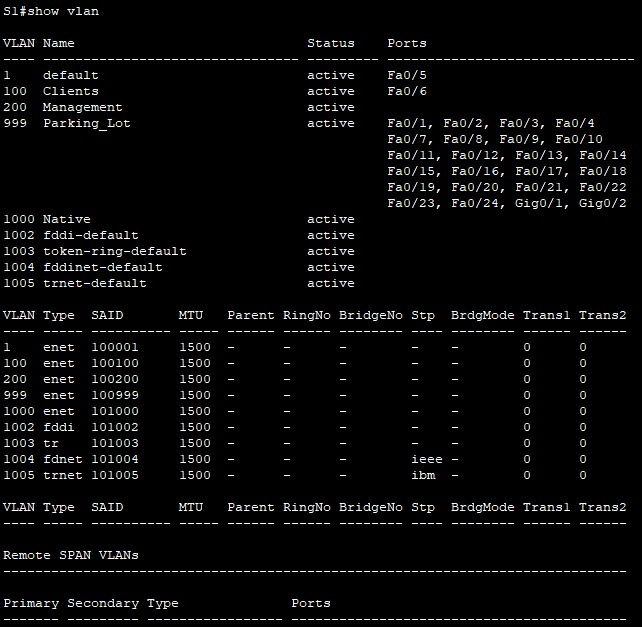 S1#show vlan
VLAN Name                             Status    Ports
---- -------------------------------- --------- -------------------------------
1    default                          active    Fa0/5
100  Clients                          active    Fa0/6
200  Management                       active
999  Parking_Lot                      active    Fa0/1, Fa0/2, Fa0/3, Fa0/4
                                                Fa0/7, Fa0/8, Fa0/9, Fa0/10
                                                Fa0/11, Fa0/12, Fa0/13, Fa0/14
                                                Fa0/15, Fa0/16, Fa0/17, Fa0/18
                                                Fa0/19, Fa0/20, Fa0/21, Fa0/22
                                                Fa0/23, Fa0/24, Gig0/1, Gig0/2
1000 Native                           active
1002 fddi-default                     active
1003 token-ring-default               active
1004 fddinet-default                  active
1005 trnet-default                    active
VLAN Type  SAID       MTU   Parent RingNo BridgeNo Stp  BrdgMode Trans1 Trans2
---- ----- ---------- ----- ------ ------ -------- ---- -------- ------ ------
1    enet  100001     1500  -      -      -        -    -        0      0
100  enet  100100     1500  -      -      -        -    -        0      0
200  enet  100200     1500  -      -      -        -    -        0      0
999  enet  100999     1500  -      -      -        -    -        0      0
1000 enet  101000     1500  -      -      -        -    -        0      0
1002 fddi  101002     1500  -      -      -        -    -        0      0
1003 tr    101003     1500  -      -      -        -    -        0      0
1004 fdnet 101004     1500  -      -      -        ieee -        0      0
1005 trnet 101005     1500  -      -      -        ibm  -        0      0
VLAN Type  SAID       MTU   Parent RingNo BridgeNo Stp  BrdgMode Trans1 Trans2
---- ----- ---------- ----- ------ ------ -------- ---- -------- ------ ------
Remote SPAN VLANs
------------------------------------------------------------------------------
Primary Secondary Type              Ports
------- --------- ----------------- ------------------------------------------